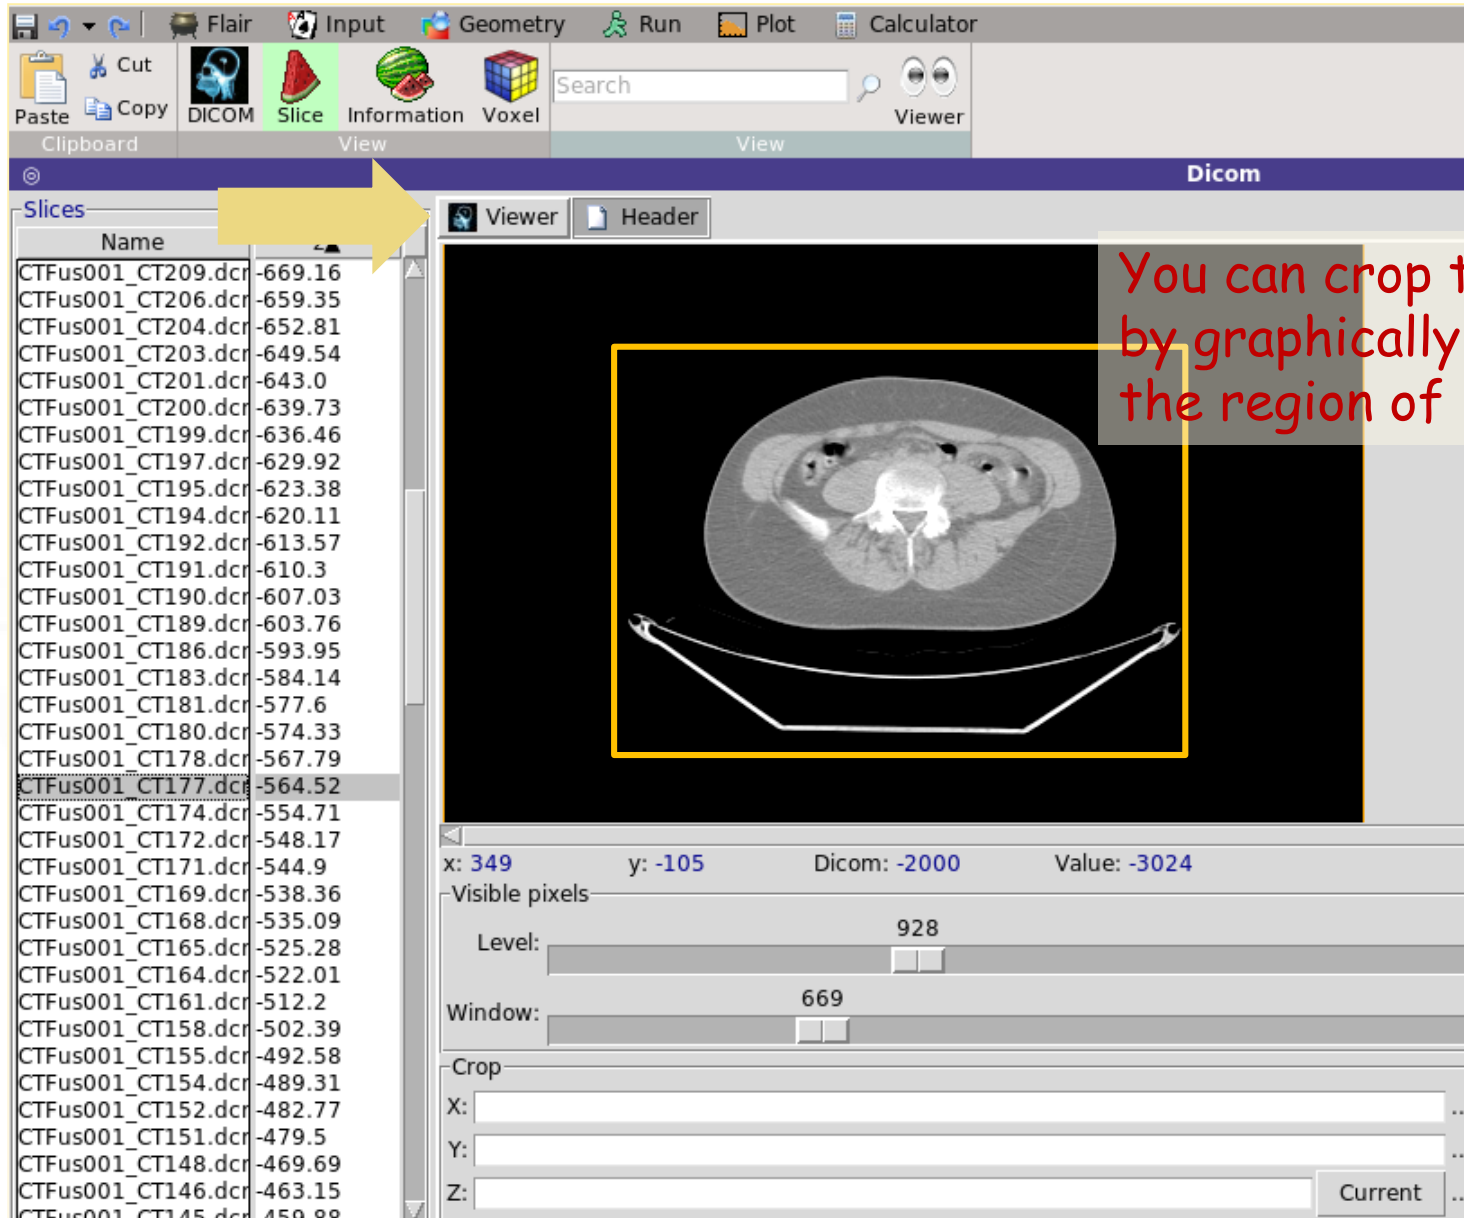 Flair Input Geometry Run Plot Calculator
Cut
Copy
Paste DICOM Slice Information Voxel
Search
Viewer
Clipboard View View
Dicom
Slices
Viewer Header
Name
You can crop
by graphically
the region of
CTFus001_CT209.dcr -669.16
CTFus001_CT206.dcr -659.35
CTFus001_CT204.dcr -652.81
CTFus001_CT203.dcr -649.54
CTFus001_CT201.dcr -643.0
CTFus001_CT200.dcr -639.73
CTFus001_CT199.dcr -636.46
CTFus001_CT197.dcr -629.92
CTFus001_CT195.dcr -623.38
CTFus001_CT194.dcr -620.11
CTFus001_CT192.dcr -613.57
CTFus001_CT191.dcr -610.3
CTFus001_CT190.dcr -607.03
CTFus001_CT189.dcr -603.76
CTFus001_CT186.dcr -593.95
CTFus001_CT183.dcr -584.14
CTFus001_CT181.dcr -577.6
CTFus001_CT180.dcr -574.33
CTFus001_CT178.dcr -567.79
CTFus001_CT177.dcr -564.52
CTFus001_CT174.dcr -554.71
CTFus001_CT172.dcr -548.17
CTFus001_CT171.dcr -544.9
CTFus001_CT169.dcr -538.36
CTFus001_CT168.dcr -535.09
CTFus001_CT165.dcr -525.28
CTFus001_CT164.dcr -522.01
CTFus001_CT161.dcr -512.2
CTFus001_CT158.dcr -502.39
CTFus001_CT155.dcr -492.58
CTFus001_CT154.dcr -489.31
CTFus001_CT152.dcr -482.77
CTFus001_CT151.dcr -479.5
CTFus001_CT148.dcr -469.69
CTFus001_CT146.dcr -463.15
CTFus001_CT145.dcr -459.88
x: 349 y: -105 Dicom: -2000 Value: -3024
Visible pixels
928
Level:
669
Window:
Crop
X: ..
Y: ..
Z: Current ..